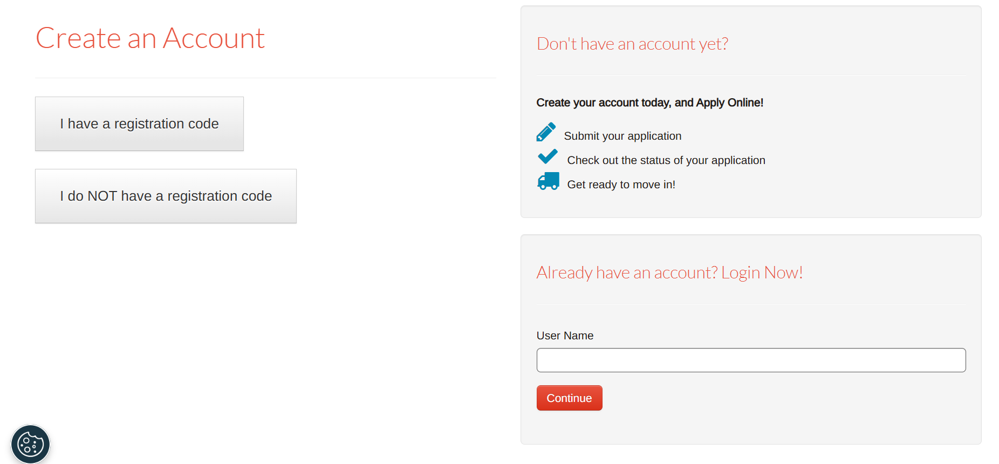 Create an Account
I have a registration code
I do NOT have a registration code
Don't have an account yet?
Create your account today, and Apply Online!
Submit your application
Check out the status of your application
Get ready to move in!
Already have an account? Login Now!
User Name
Continue